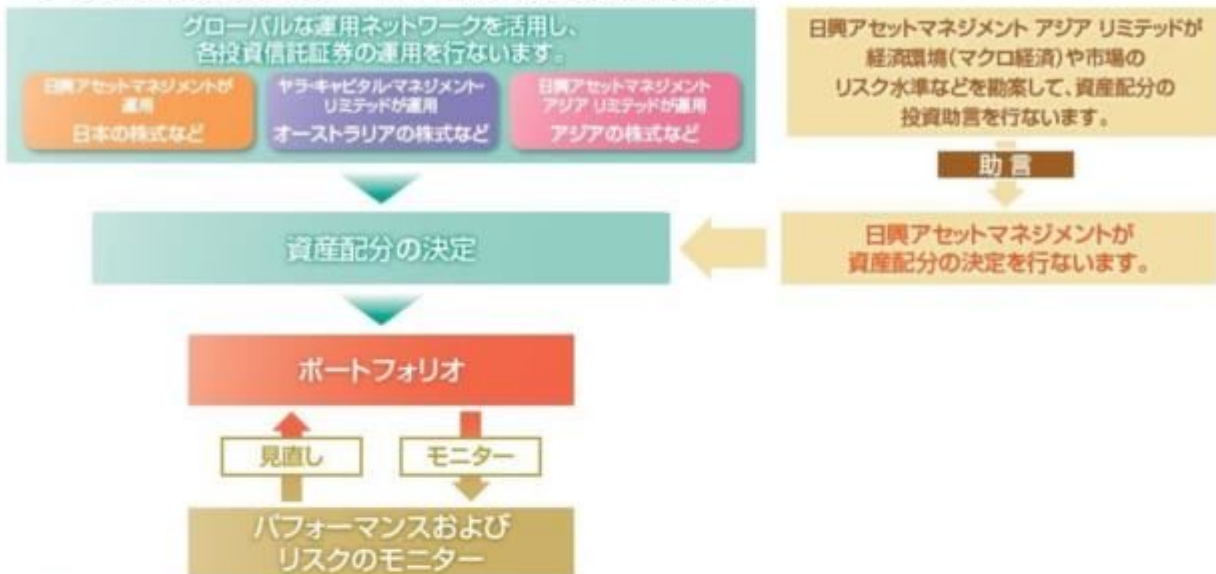 グローバルな運用ネットワークを活用し、
各投資信託証券の運用を行ないます。
日興アセットマネジメントが
運用
日本の株式など
ヤラ・キャピタル・マネジメント・
リミテッドが運用
オーストラリアの株式など
日興アセットマネジメント
アジア リミテッドが運用
アジアの株式など
日興アセットマネジメント アジア リミテッドが
経済環境(マクロ経済)や市場の
リスク水準などを勘案して、資産配分の
投資助言を行ないます。
助言
資産配分の決定
日興アセットマネジメントが
資産配分の決定を行ないます。
ポートフォリオ
見直し
モニター
パフォーマンスおよび
リスクのモニター